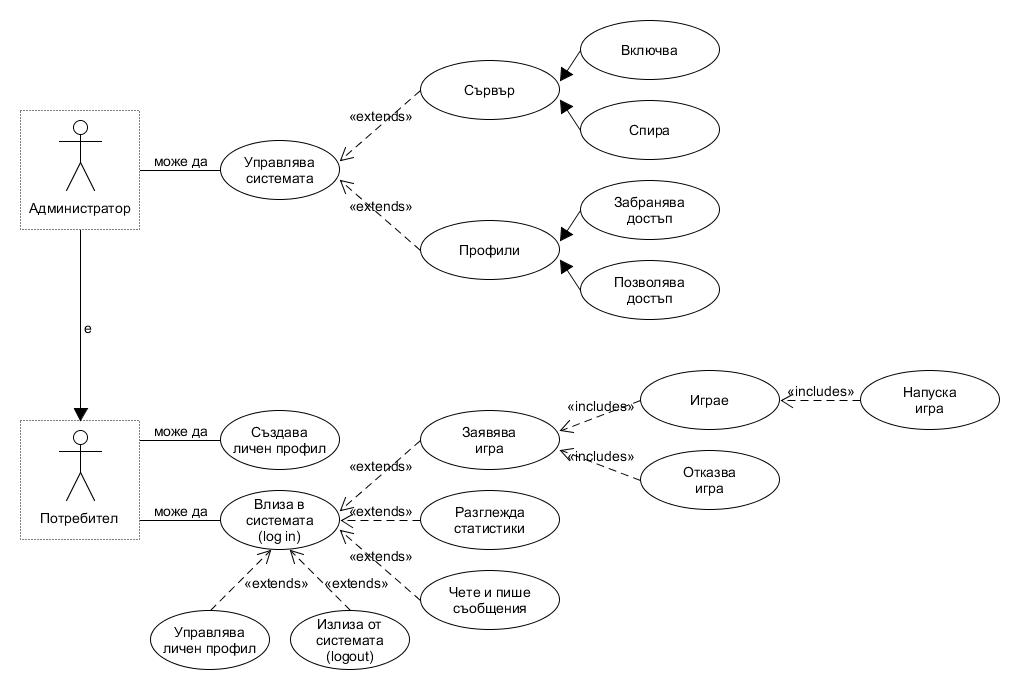 Включва
Сървър
«extends»
Спира
може да
Управлява
системата
Администратор
«extends»
Забранява
достъп
Профили
Позволява
достъп
е
Играе
«includes»
Напуска
игра
«includes»
може да
Създава
личен профил
Заявява
игра
«extends»
«includes»
Отказва
игра
Потребител
може да
Влиза в
системата
(log in)
«extends»
Разглежда
статистики
«extends»
Чете и пише
съобщения
«extends»
«extends»
Управлява
личен профил
Излиза от
системата
(logout)